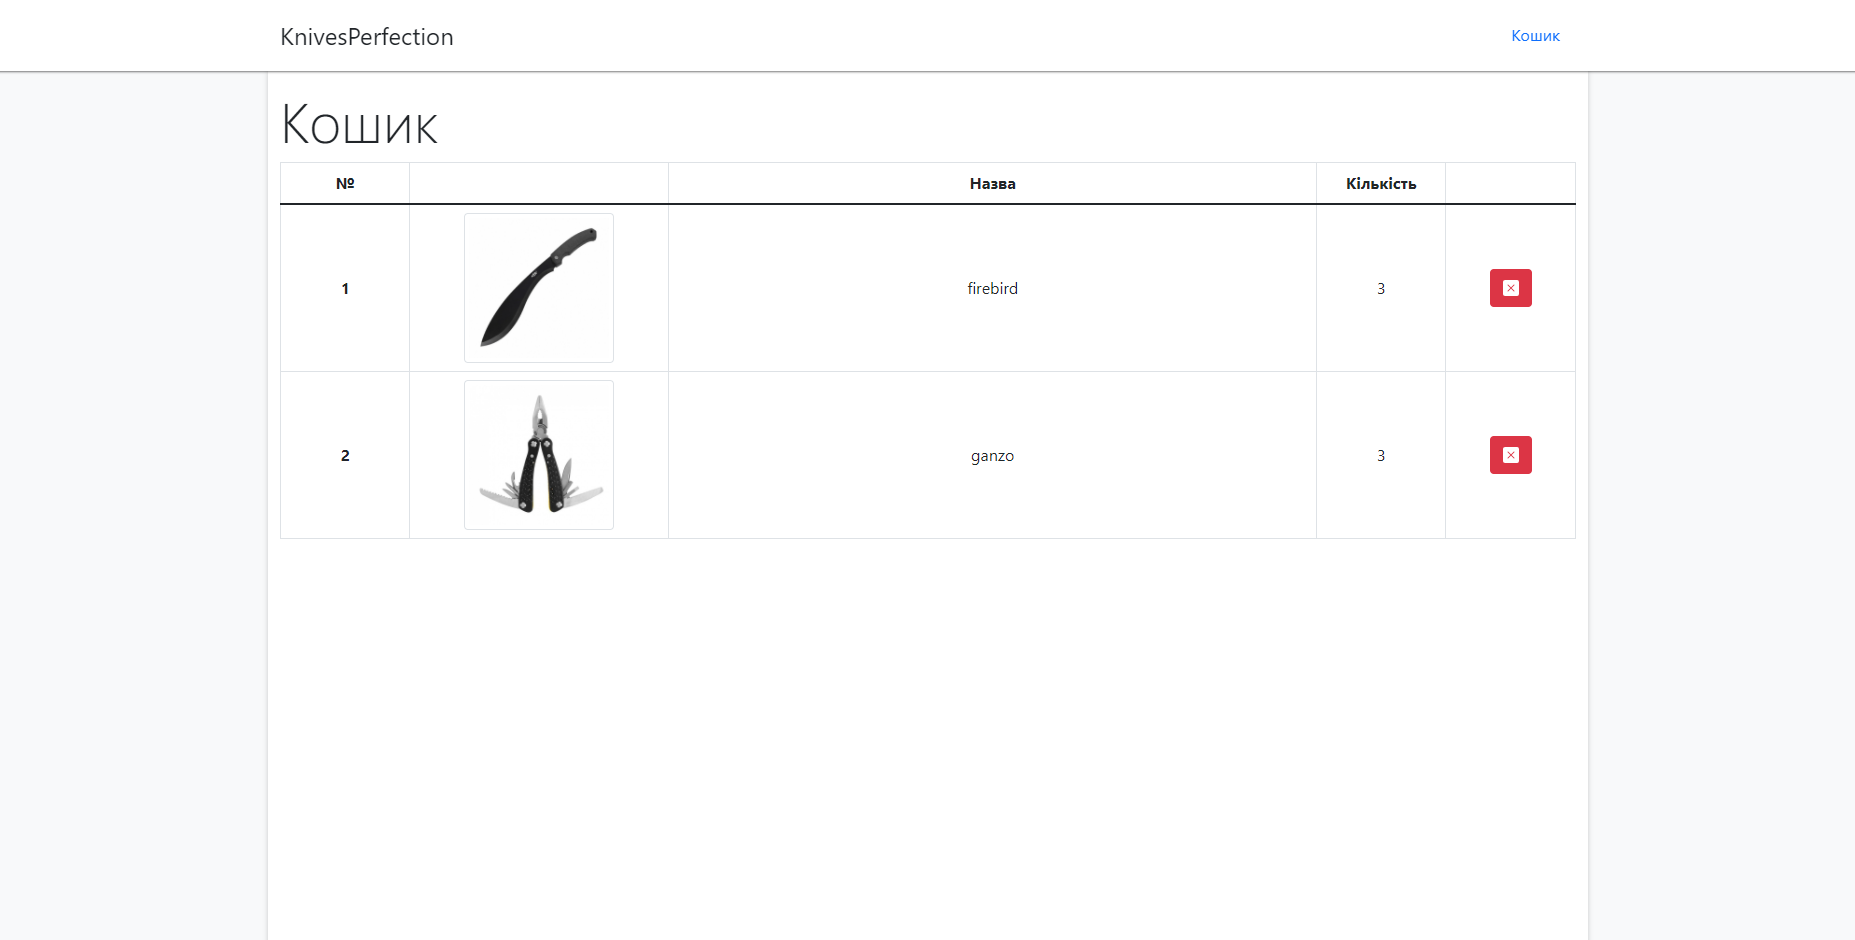 KnivesPerfection
Кошик
Кошик
№ Назва Кількість
1 firebird 3
2 ganzo 3